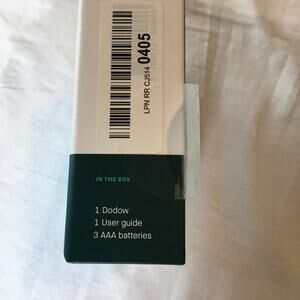 LPN RR CJ514 0405
IN THE BOX
1 Dodow
1 User guide
3 AAA batteries